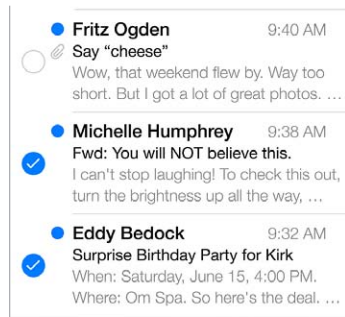 Fritz Ogden 9:40 AM
Say “cheese”
Wow, that weekend flew by. Way too
short. But I got a lot of great photos. …
Michelle Humphrey 9:38 AM
Fwd: You will NOT believe this.
I can't stop laughing! To check this out,
turn the brightness up all the way, …
Eddy Bedock 9:32 AM
Surprise Birthday Party for Kirk
When: Saturday, June 15, 4:00 PM.
Where: Om Spa. So here's the deal. …